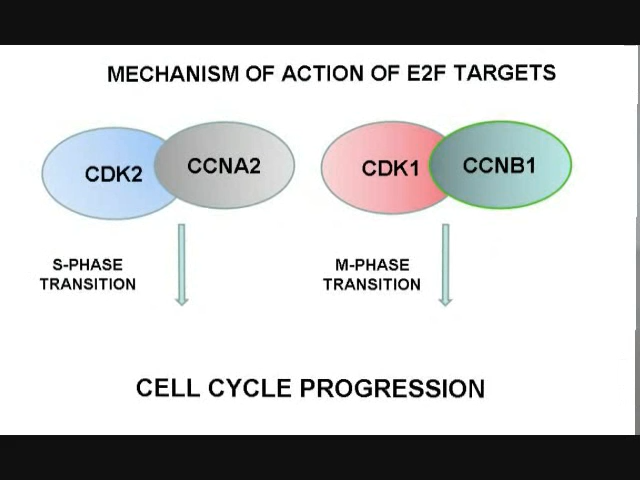 MECHANISM OF ACTION OF E2F TARGETS
CDK2
CCNA2
CDK1
CCNB1
S-PHASE
TRANSITION
M-PHASE
TRANSITION
CELL CYCLE PROGRESSION